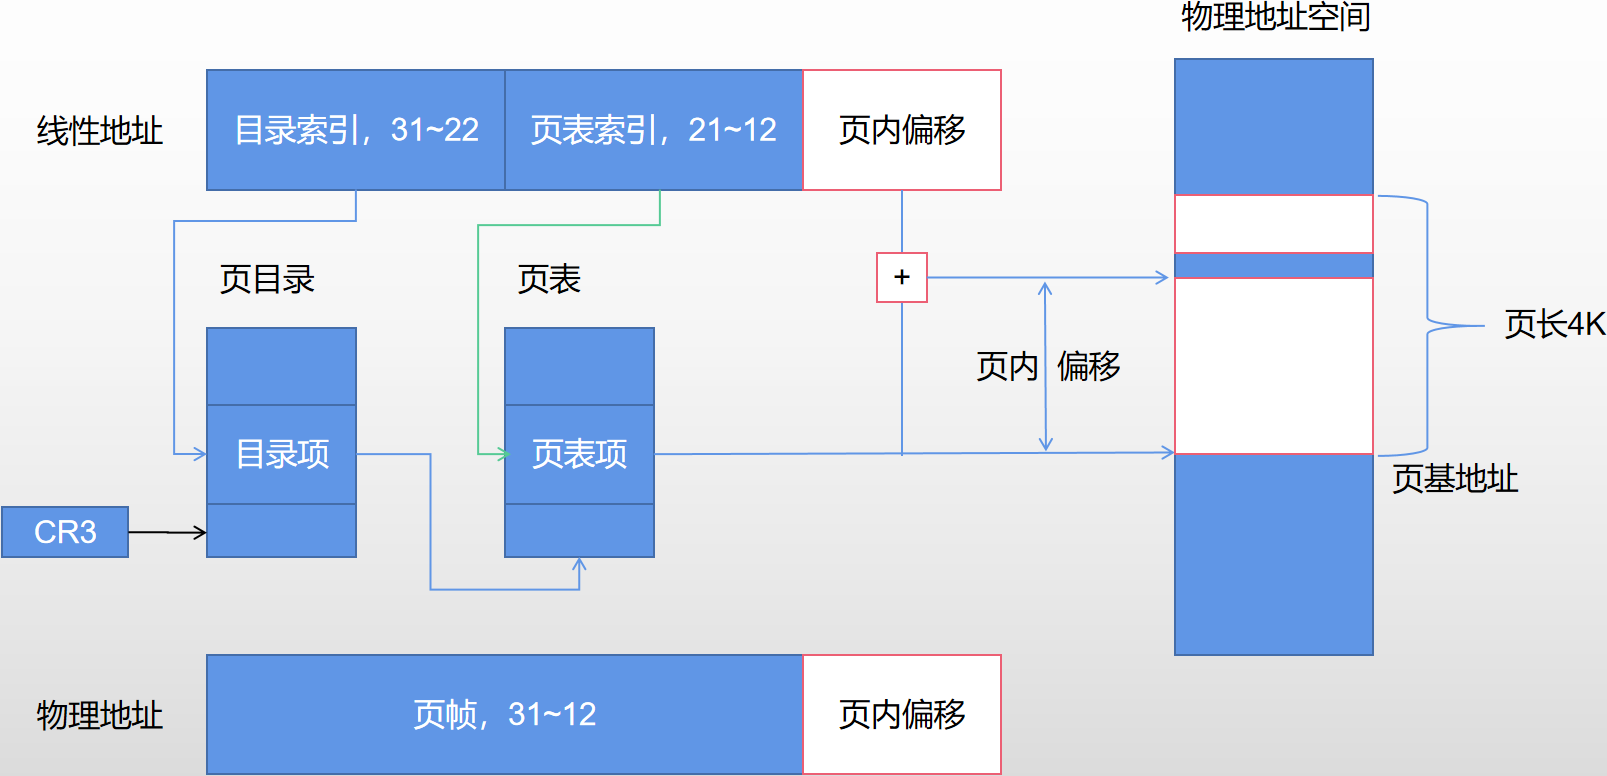 物理地址空间
线性地址
目录索引，31~22
页表索引，21~12
页内偏移
页目录
页表
+
页内 偏移
页长4K
目录项
页表项
页基地址
CR3
物理地址
页帧，31~12
页内偏移